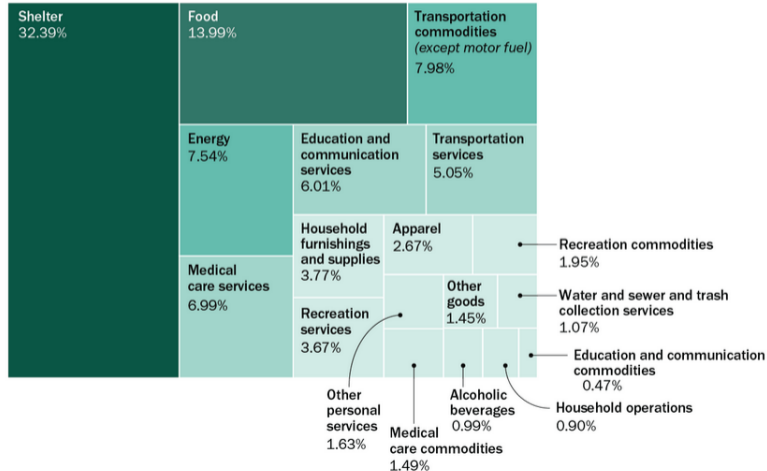 Shelter
32.39%
Food
13.99%
Transportation
commodities
(except motor fuel)
7.98%
Energy
7.54%
Education and
communication
services
6.01%
Transportation
services
5.05%
Medical
care services
6.99%
Household
furnishings
and supplies
3.77%
Apparel
2.67%
Recreation commodities
1.95%
Recreation
services
3.67%
Other
goods
1.45%
Water and sewer and trash
collection services
1.07%
Education and communication
commodities
0.47%
Other
personal
services
1.63%
Medical
care commodities
1.49%
Alcoholic
beverages
0.99%
Household operations
0.90%